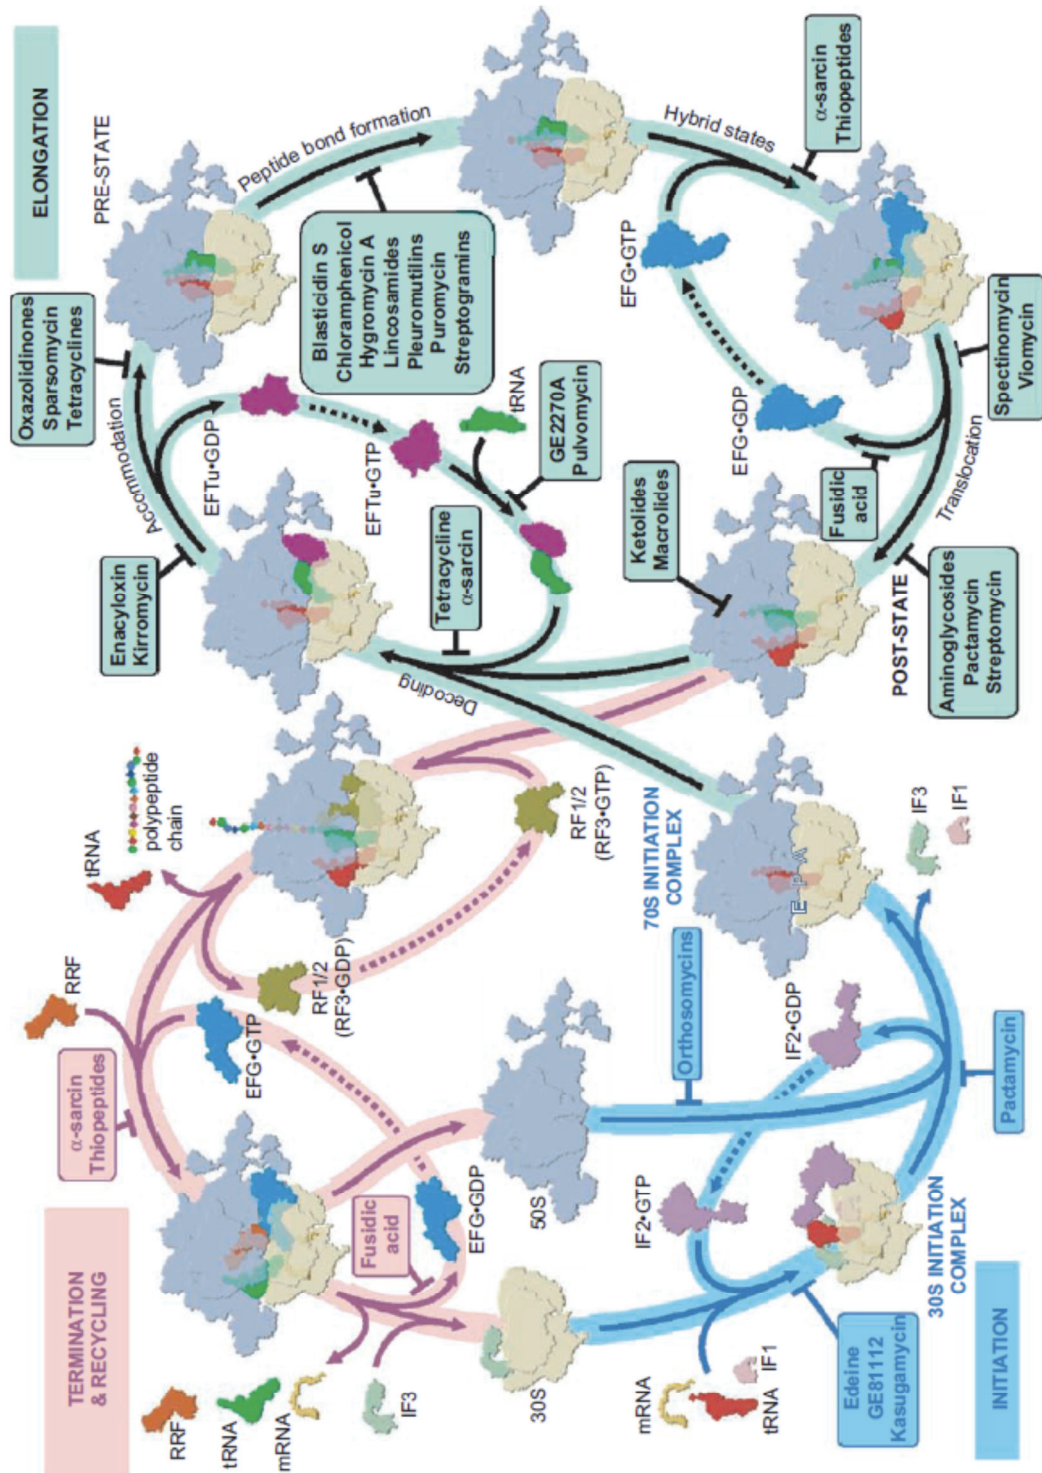 TERMINATION
& RECYCLING
RRF
tRNA
mRNA
IF3
Fusidic
acid
EFG•GDP
30S
50S
α-sarcin
Thiopeptides
RRF
EFG•GTP
RF1/2
(RF3•GDP)
tRNA
polypeptide
chain
RF1/2
(RF3•GTP)
INITIATION
mRNA
tRNA
IF1
Edeine
GE81112
Kasugamycin
30S INITIATION
COMPLEX
IF2•GTP
IF2•GDP
Orthosomycins
Pactamycin
70S INITIATION
COMPLEX
E P A
IF3
IF1
ELONGATION
Decoding
Tetracycline
α-sarcin
Enacyloxin
Kirromycin
Accommodation
EFTu•GDP
EFTu•GTP
tRNA
GE2270A
Pulvomycin
Oxazolidinones
Sparsomycin
Tetracyclines
PRE-STATE
Peptide bond formation
Blasticidin S
Chloramphenicol
Hygromycin A
Lincosamides
Pleuromutilins
Puromycin
Streptogramins
Hybrid states
α-sarcin
Thiopeptides
EFG•GTP
EFG•GDP
Fusidic
acid
Spectinomycin
Viomycin
Translocation
Aminoglycosides
Pactamycin
Streptomycin
POST-STATE
Ketolides
Macrolides